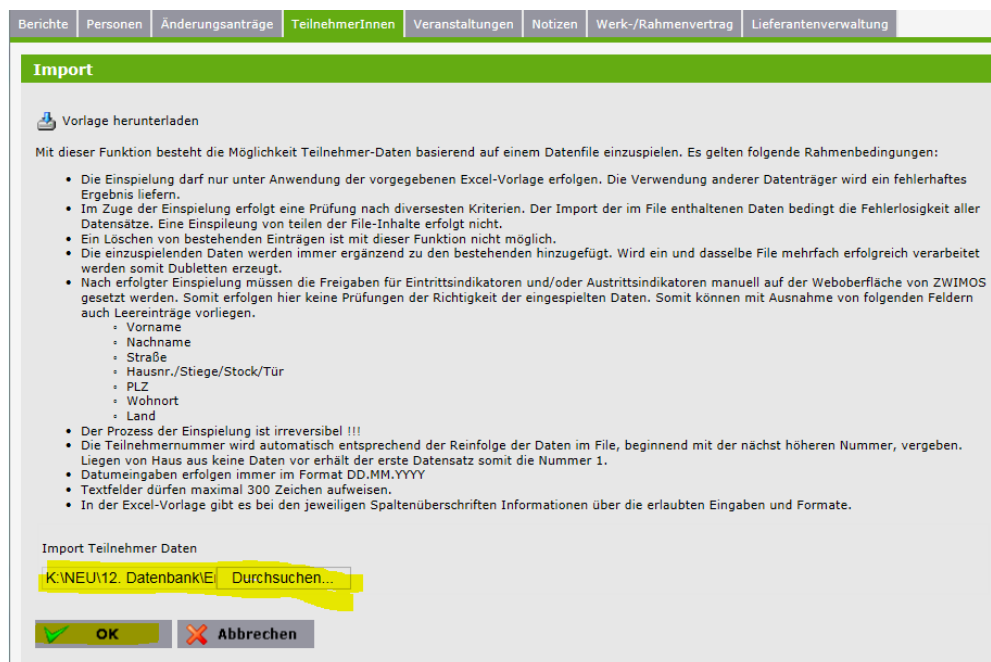 Berichte Personen Änderungsanträge TeilnehmerInnen Veranstaltungen Notizen Werk-/Rahmenvertrag Lieferantenverwaltung
Import
Vorlage herunterladen
Mit dieser Funktion besteht die Möglichkeit Teilnehmer-Daten basierend auf einem Datenfile einzuspielen. Es gelten folgende Rahmenbedingungen:
• Die Einspielung darf nur unter Anwendung der vorgegebenen Excel-Vorlage erfolgen. Die Verwendung anderer Datenträger wird ein fehlerhaftes
Ergebnis liefern.
• Im Zuge der Einspielung erfolgt eine Prüfung nach diversesten Kriterien. Der Import der im File enthaltenen Daten bedingt die Fehlerlosigkeit aller
Datensätze. Eine Einspileung von teilen der File-Inhalte erfolgt nicht.
• Ein Löschen von bestehenden Einträgen ist mit dieser Funktion nicht möglich.
• Die einzuspielenden Daten werden immer ergänzend zu den bestehenden hinzugefügt. Wird ein und dasselbe File mehrfach erfolgreich verarbeitet
werden somit Dubletten erzeugt.
• Nach erfolgter Einspielung müssen die Freigaben für Eintrittsindikatoren und/oder Austrittsindikatoren manuell auf der Weboberfläche von ZWIMOS
gesetzt werden. Somit erfolgen hier keine Prüfungen der Richtigkeit der eingespielten Daten. Somit können mit Ausnahme von folgenden Feldern
auch Leereinträge vorliegen.
◦ Vorname
◦ Nachname
◦ Straße
◦ Hausnr./Stiege/Stock/Tür
◦ PLZ
◦ Wohnort
◦ Land
• Der Prozess der Einspielung ist irreversibel !!!
• Die Teilnehmernummer wird automatisch entsprechend der Reinfolge der Daten im File, beginnend mit der nächst höheren Nummer, vergeben.
Liegen von Haus aus keine Daten vor erhält der erste Datensatz somit die Nummer 1.
• Datumeingaben erfolgen immer im Format DD.MM.YYYY
• Textfelder dürfen maximal 300 Zeichen aufweisen.
• In der Excel-Vorlage gibt es bei den jeweiligen Spaltenüberschriften Informationen über die erlaubten Eingaben und Formate.
Import Teilnehmer Daten
K:\NEU\12. Datenbank\ Durchsuchen...
OK Abbrechen